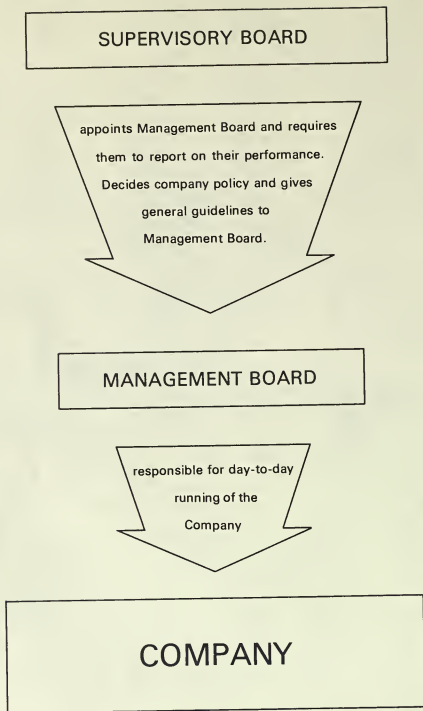 SUPERVISORY BOARD
appoints Management Board and requires
them to report on their performance.
Decides company policy and gives
general guidelines to
Management Board.
MANAGEMENT BOARD
responsible for day-to-day
running of the
Company
COMPANY